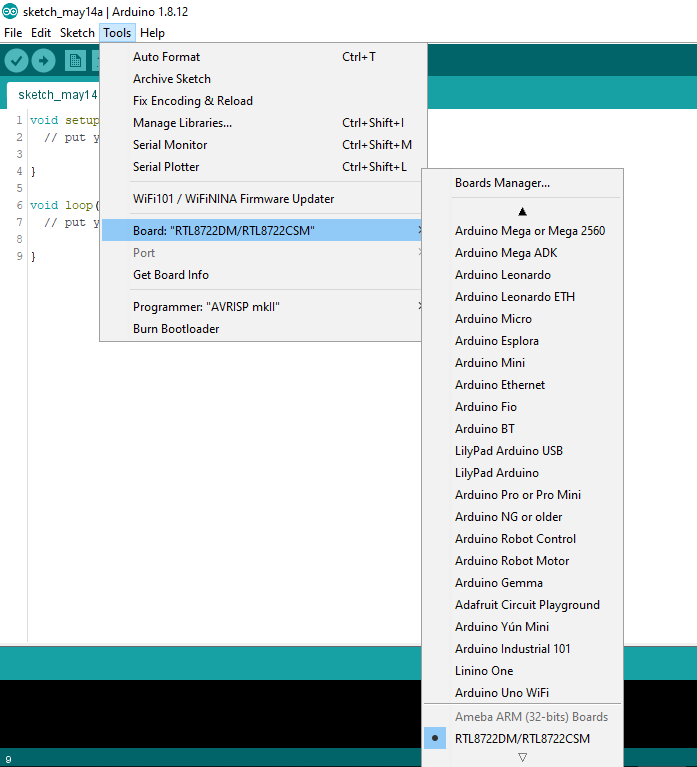 sketch_may14a | Arduino 1.8.12
File Edit Sketch Tools Help
sketch_may14
1 void setup
2 // put y
3
4 }
5
6 void loop(
7 // put y
8
9 }
Auto Format Ctrl+T
Archive Sketch
Fix Encoding & Reload
Manage Libraries... Ctrl+Shift+I
Serial Monitor Ctrl+Shift+M
Serial Plotter Ctrl+Shift+L
WiFi101 / WiFiNINA Firmware Updater
Board: "RTL8722DM/RTL8722CSM"
Port
Get Board Info
Programmer: "AVRISP mkII"
Burn Bootloader
Boards Manager...
Arduino Mega or Mega 2560
Arduino Mega ADK
Arduino Leonardo
Arduino Leonardo ETH
Arduino Micro
Arduino Esplora
Arduino Mini
Arduino Ethernet
Arduino Fio
Arduino BT
LilyPad Arduino USB
LilyPad Arduino
Arduino Pro or Pro Mini
Arduino NG or older
Arduino Robot Control
Arduino Robot Motor
Arduino Gemma
Adafruit Circuit Playground
Arduino Yún Mini
Arduino Industrial 101
Linino One
Arduino Uno WiFi
Ameba ARM (32-bits) Boards
RTL8722DM/RTL8722CSM
9